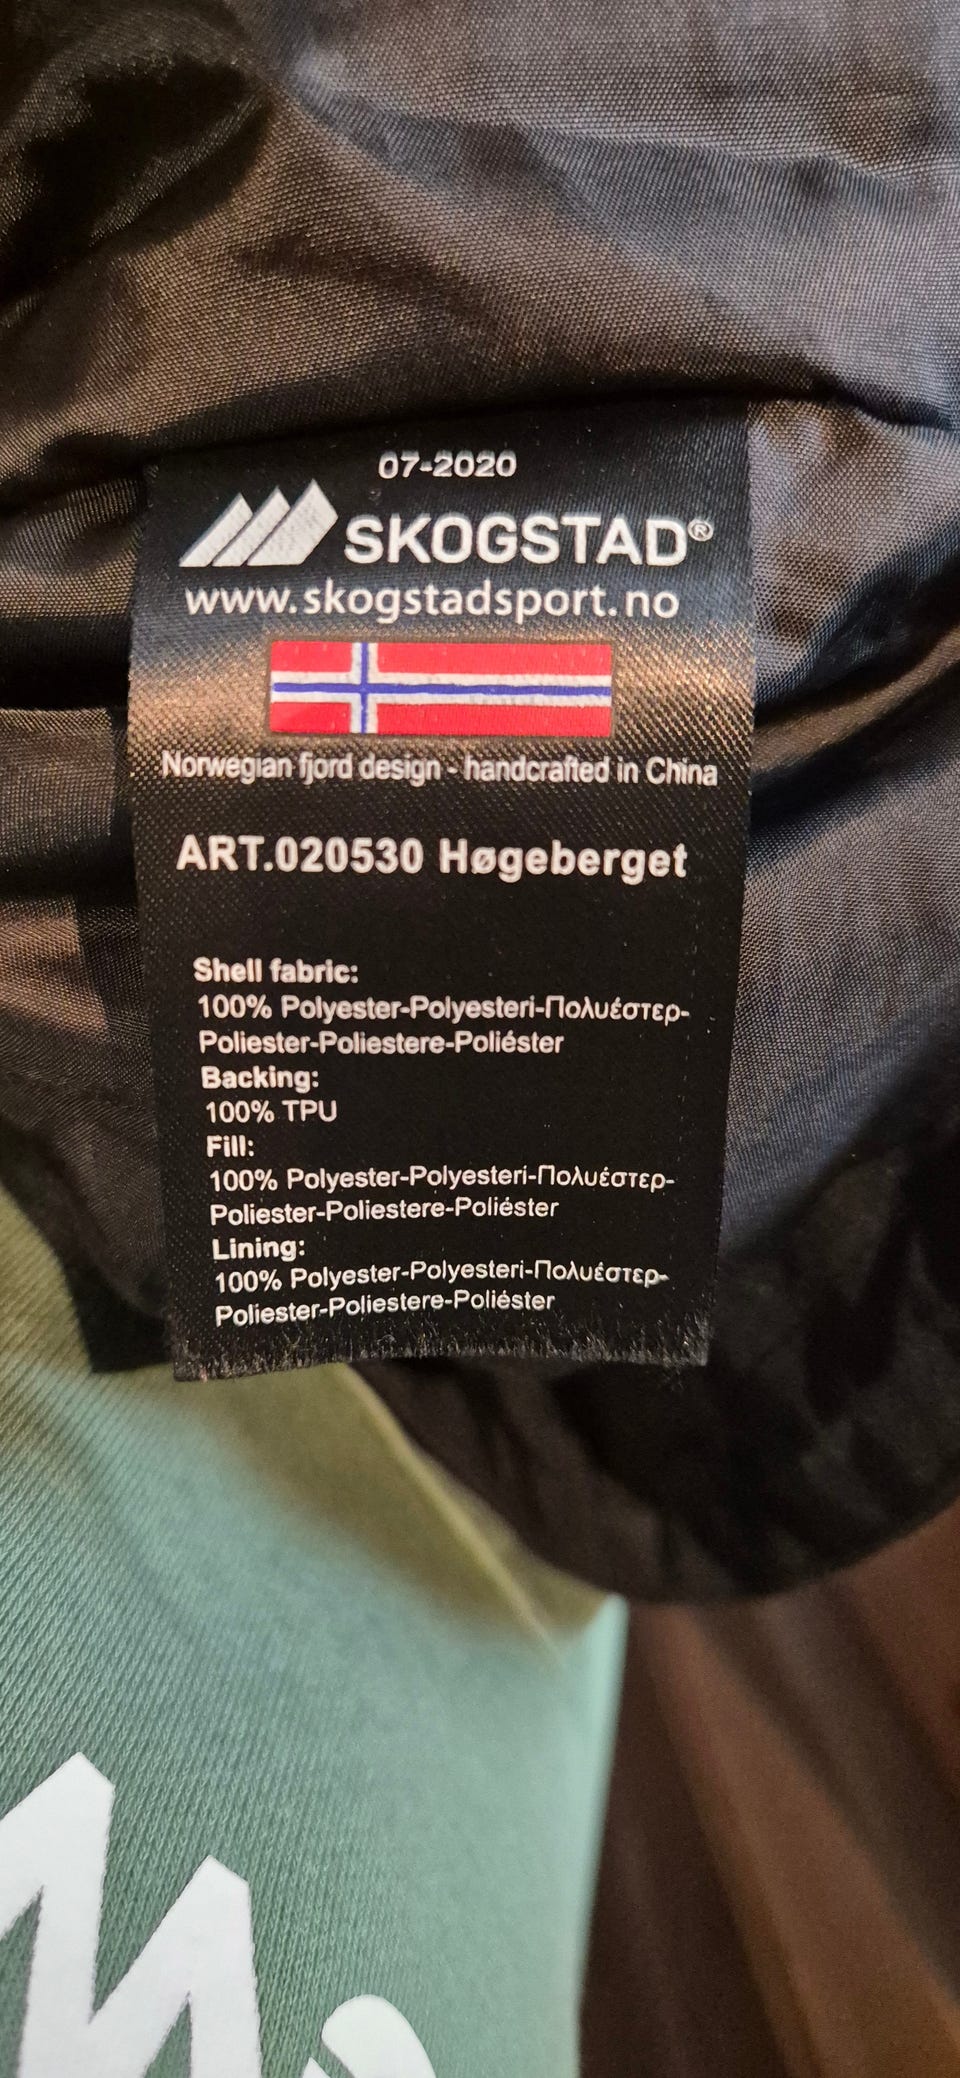 07-2020
SKOGSTAD®
www.skogstadsport.no
Norwegian fjord design - handcrafted in China
ART.020530 Høgeberget
Shell fabric:
100% Polyester-Polyesteri-Πολυέστερ-
Poliester-Poliestere-Poliéster
Backing:
100% TPU
Fill:
100% Polyester-Polyesteri-Πολυέστερ-
Poliester-Poliestere-Poliéster
Lining:
100% Polyester-Polyesteri-Πολυέστερ-
Poliester-Poliestere-Poliéster